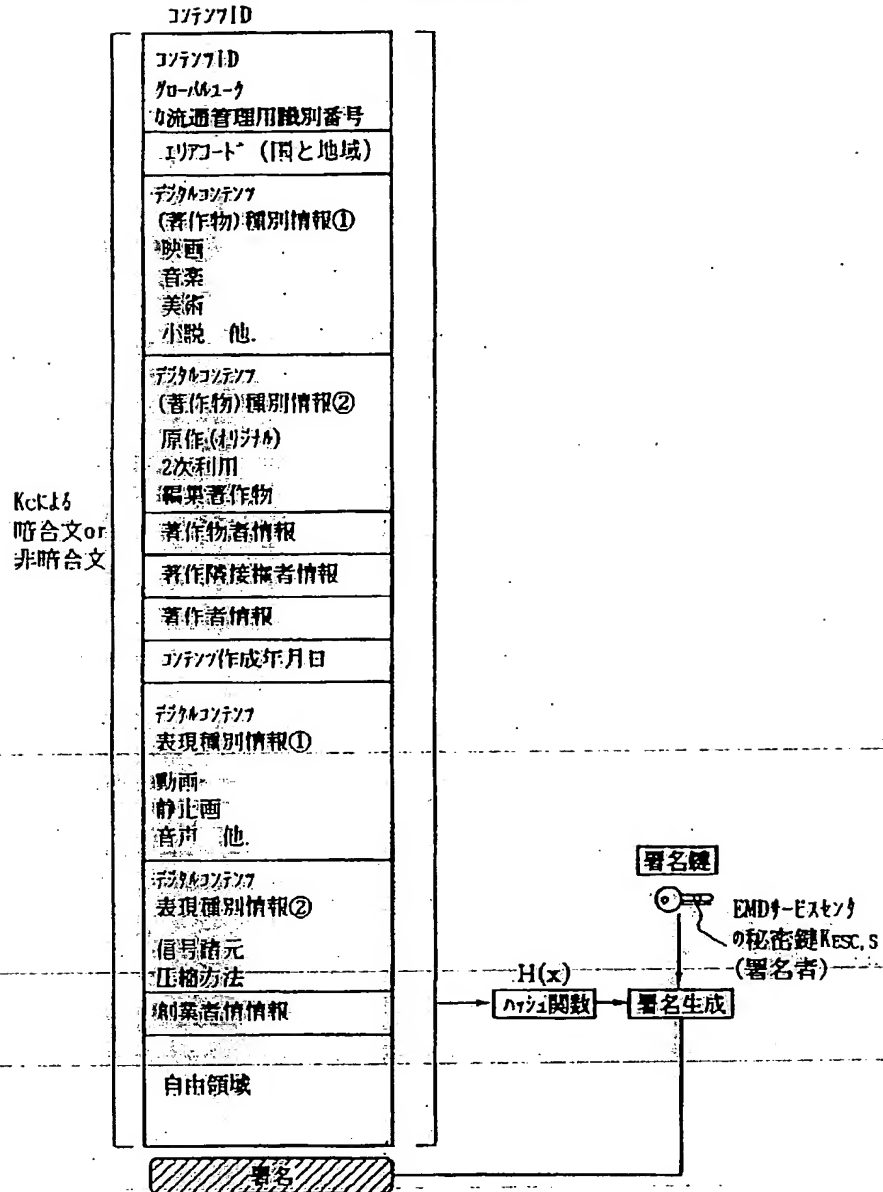 コンテンツID
コンテンツID
グローバルユニーク
な流通管理用識別番号
エリアコード (国と地域)
デジタルコンテンツ
(著作物)種別情報①
映画
音楽
美術
小説 他.
デジタルコンテンツ
(著作物)種別情報②
原作(オリジナル)
2次利用
編集著作物
著作物者情報
著作隣接権者情報
著作者情報
コンテンツ作成年月日
デジタルコンテンツ
表現種別情報①
動画
静止画
音声 他.
デジタルコンテンツ
表現種別情報②
信号諸元
圧縮方法
創業者情情報
自由領域
署名
Kcによる
暗合文or
非暗合文
署名鍵
EMDサービスセンタ
の秘密鍵KESC,S
(署名者)
H(x)
ハッシュ関数
署名生成